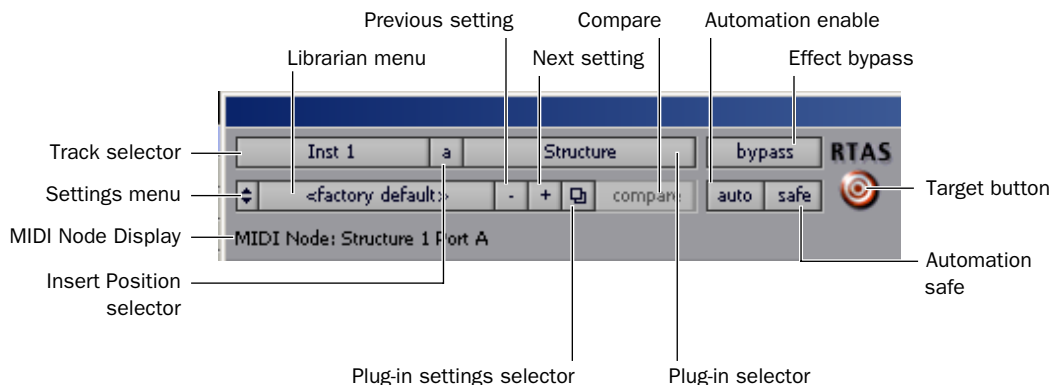 Previous setting
Compare
Automation enable
Librarian menu
Next setting
Effect bypass
Track selector
Inst 1
a
Structure
bypass
RTAS
Settings menu
<factory default>
-
+
compare
auto
safe
Target button
MIDI Node Display
MIDI Node: Structure 1 Port A
Insert Position
selector
Automation
safe
Plug-in settings selector
Plug-in selector